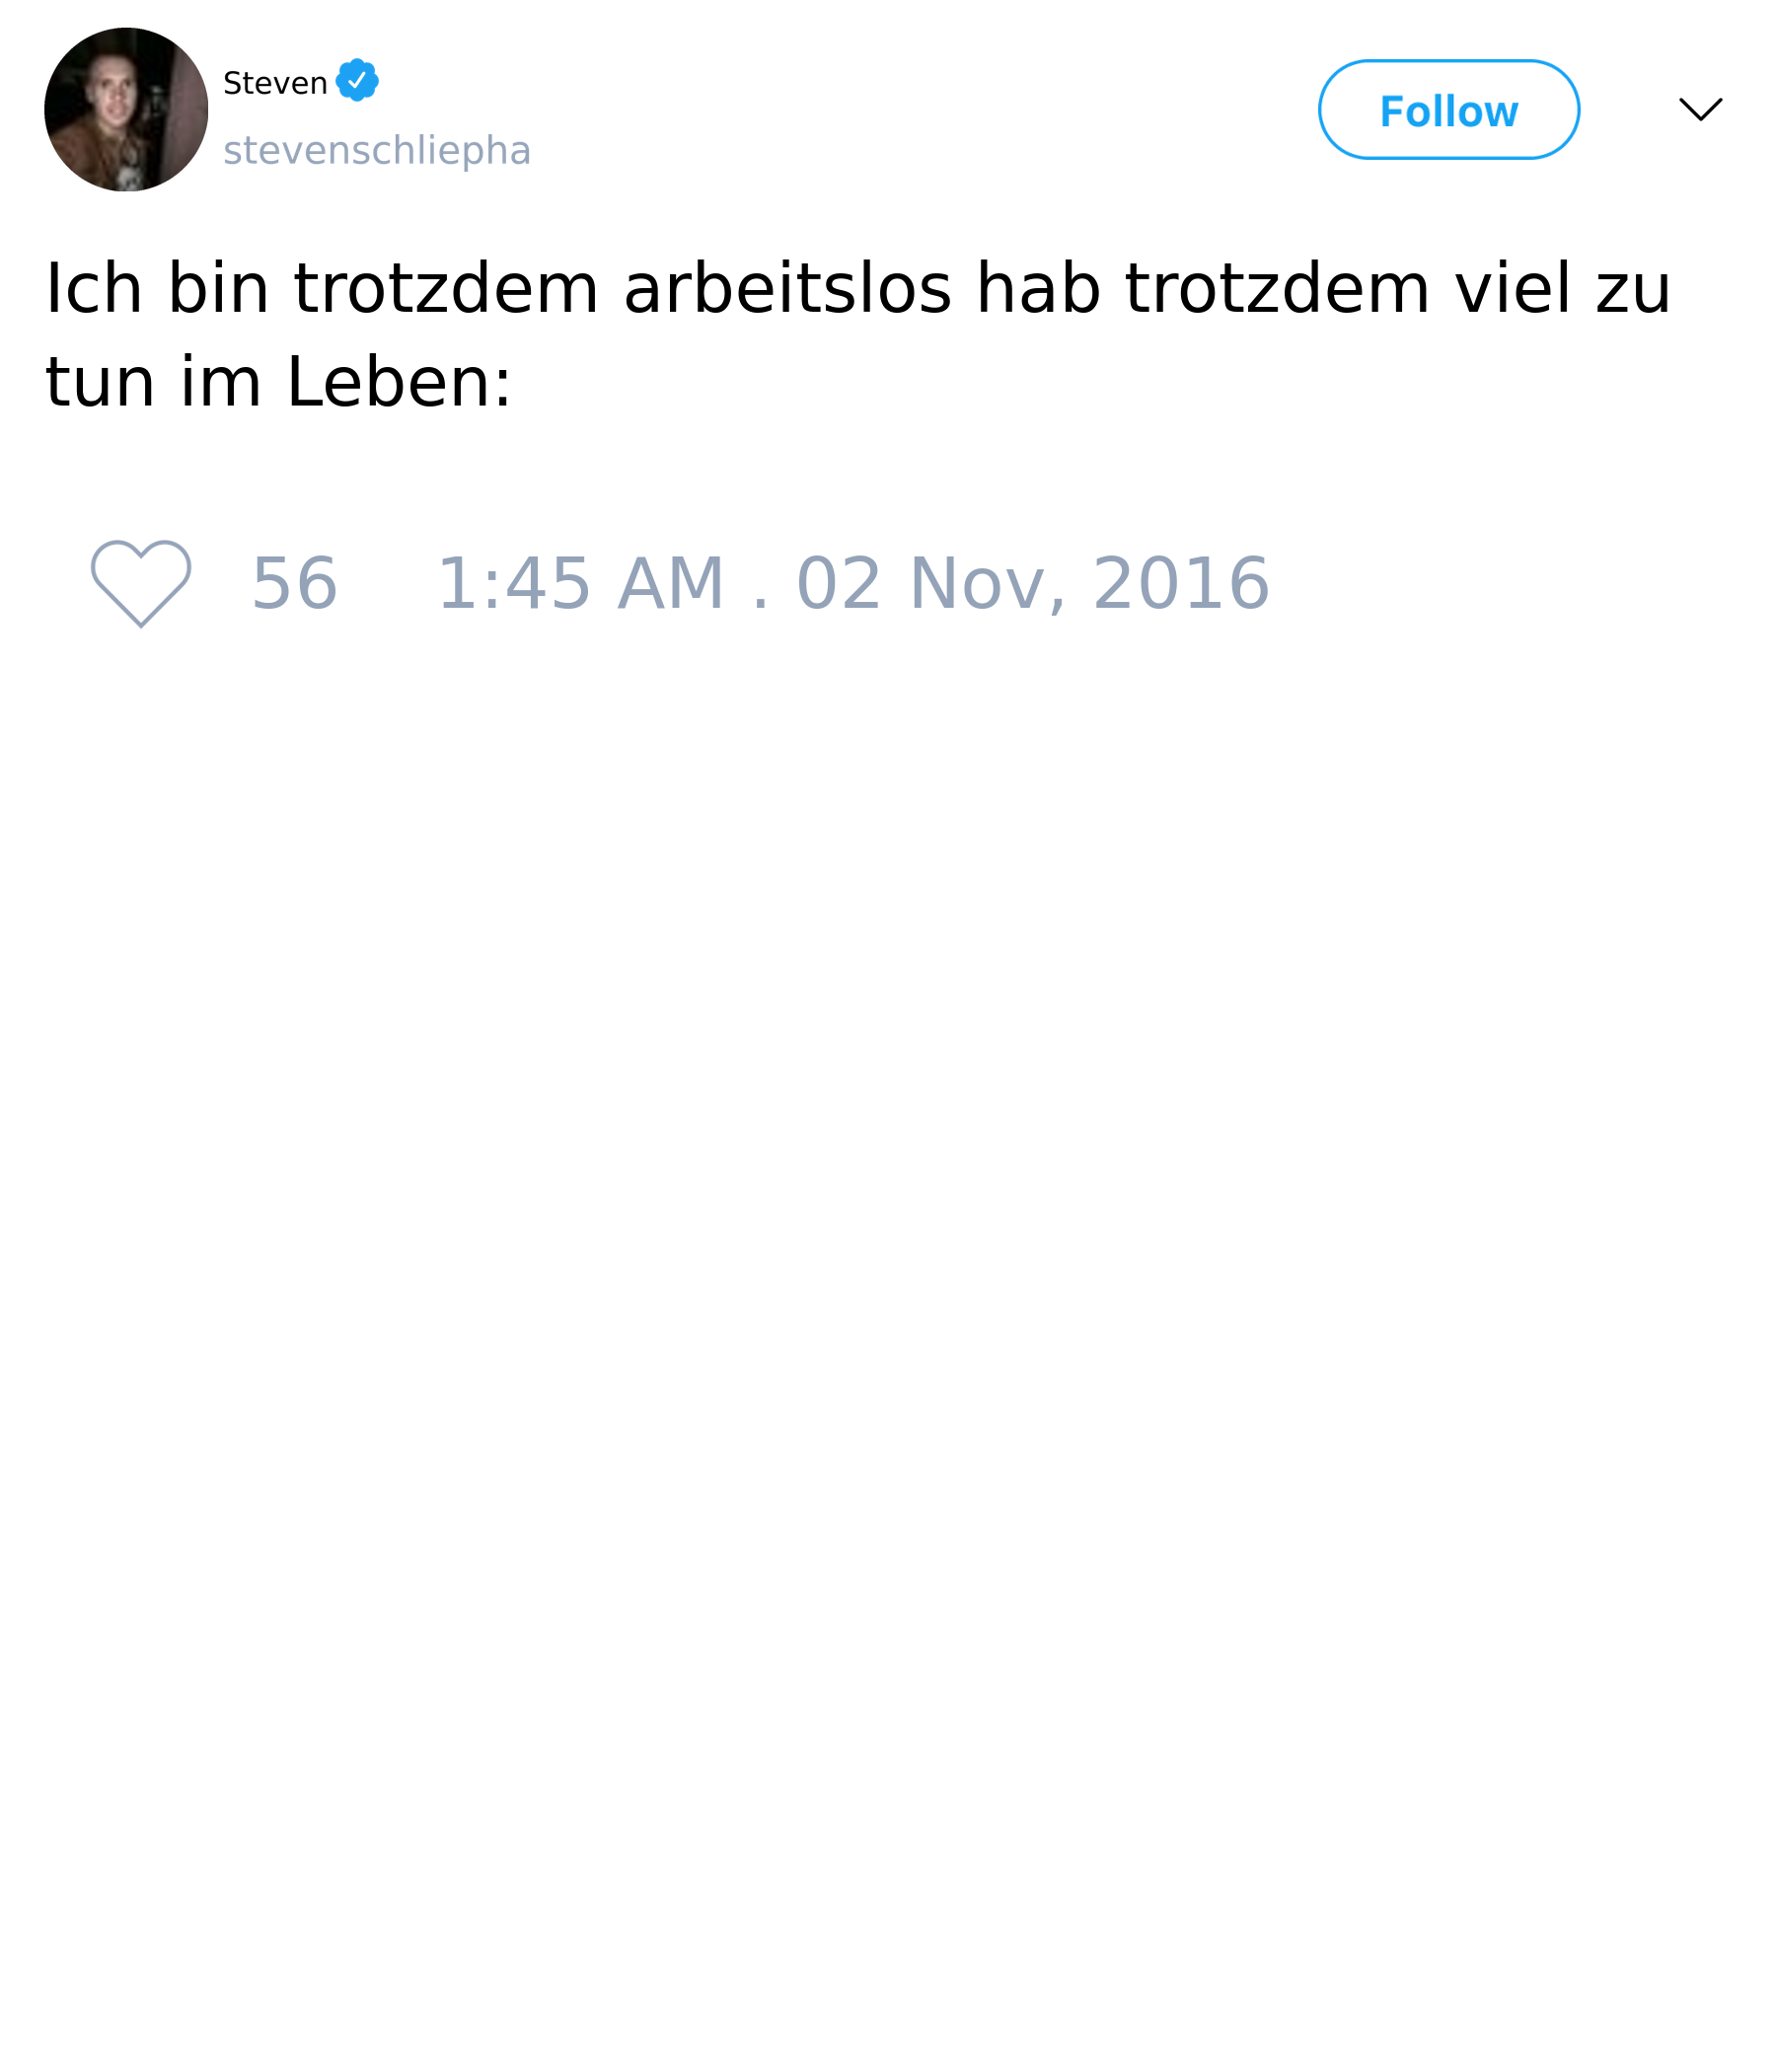 Steven
stevenschliepha
Follow
Ich bin trotzdem arbeitslos hab trotzdem viel zu
tun im Leben:
56 1:45 AM . 02 Nov, 2016